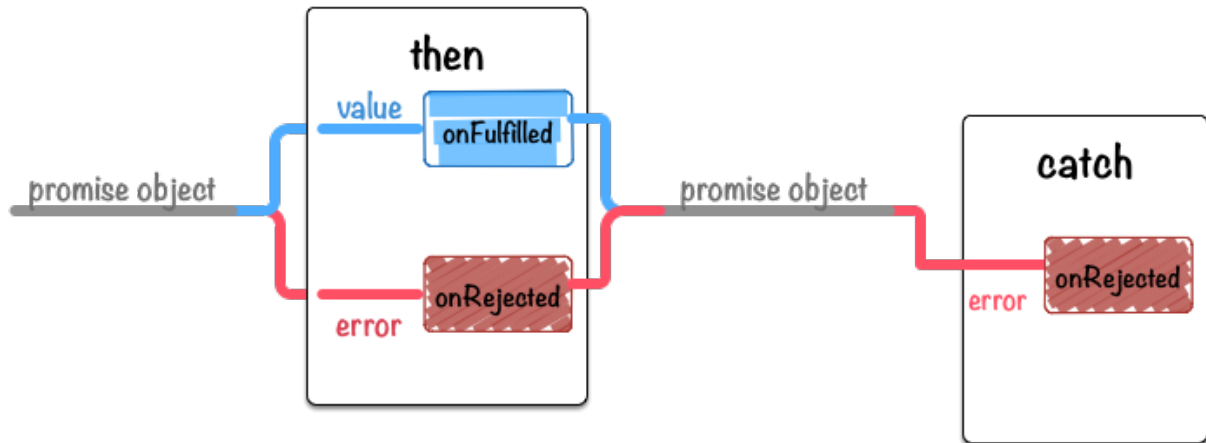 then
value
onFulfilled
promise object
promise object
onRejected
error
catch
onRejected
error